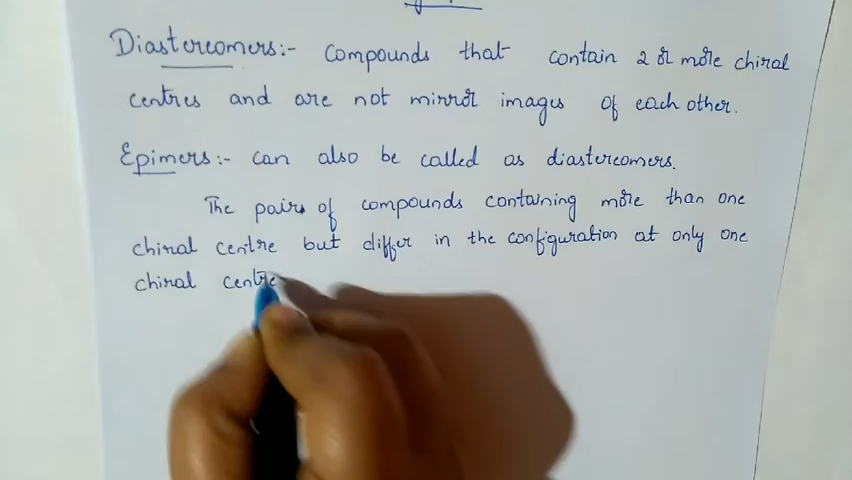 Diastereomers:- Compounds that contain 2 or more chiral
centres and are not mirror images of each other.
Epimers:- can also be called as diastereomers.
The pairs of compounds containing more than one
chiral centre but differ in the configuration at only one
chiral centre